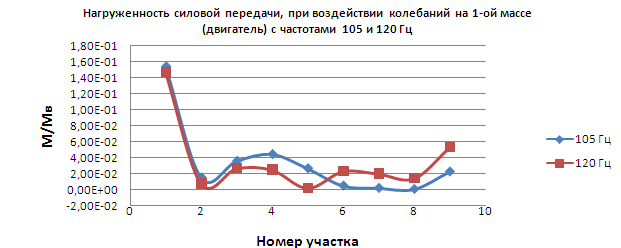 Нагруженность силовой передачи, при воздействии колебаний на 1-ой массе
(двигатель) с частотами 105 и 120 Гц
1,80E-01
1,60E-01
1,40E-01
1,20E-01
1,00E-01
8,00E-02
6,00E-02
4,00E-02
2,00E-02
0,00E+00
-2,00E-02
М/Мв
0 2 4 6 8 10
Номер участка
105 Гц
120 Гц